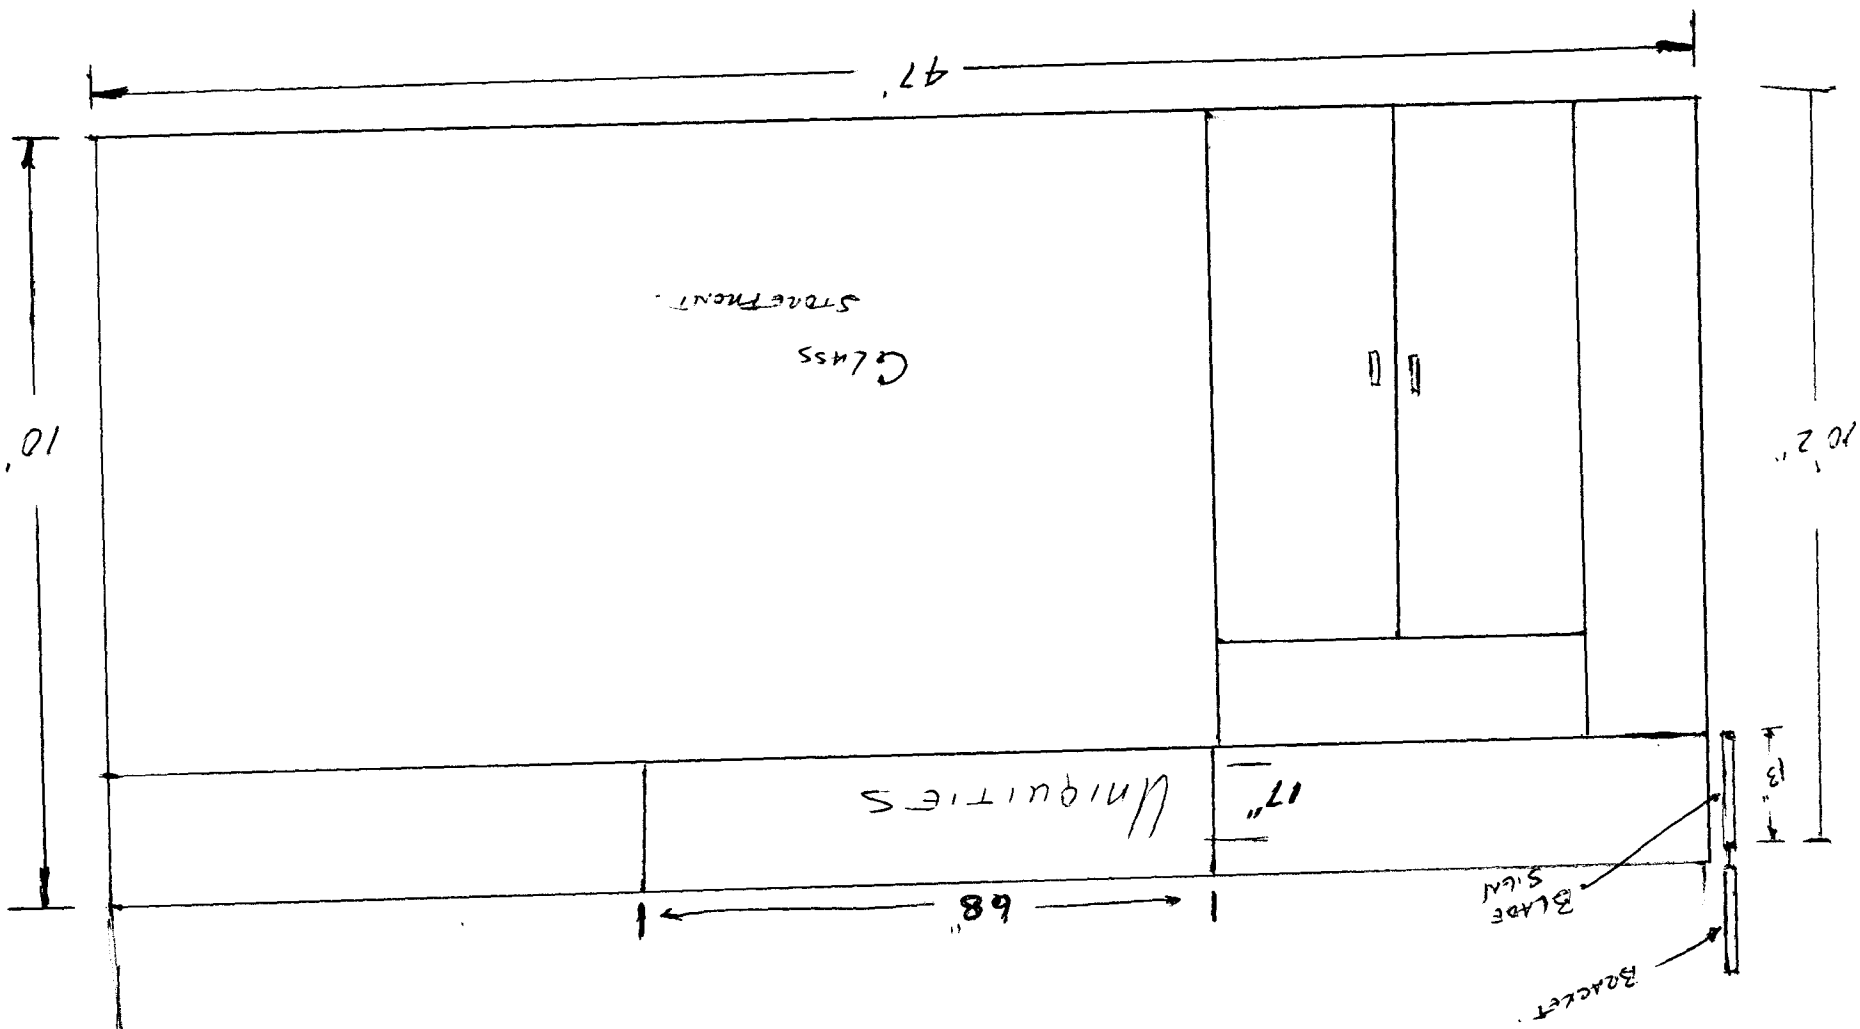 BRACKET
BLADE
SIGN
68"
17"
UNIQUITIES
13"
10'2"
10'
GLASS
STOREFRONT.
47'